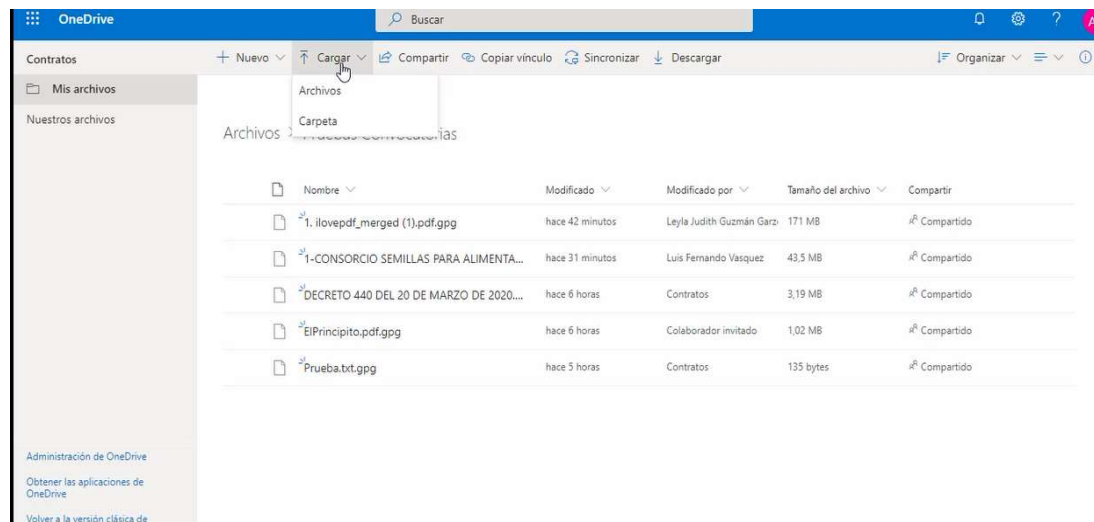 OneDrive
Buscar
?
Contratos
Nuevo
Cargar
Compartir
Copiar vínculo
Sincronizar
Descargar
Organizar
Mis archivos
Nuestros archivos
Archivos
Carpeta
Archivos > Pruebas Convocatorias
Nombre Modificado Modificado por Tamaño del archivo Compartir
1. ilovepdf_merged (1).pdf.gpg hace 42 minutos Leyla Judith Guzmán Garz 171 MB Compartido
1-CONSORCIO SEMILLAS PARA ALIMENTA... hace 31 minutos Luis Fernando Vasquez 43,5 MB Compartido
DECRETO 440 DEL 20 DE MARZO DE 2020.... hace 6 horas Contratos 3,19 MB Compartido
ElPrincipito.pdf.gpg hace 6 horas Colaborador invitado 1,02 MB Compartido
Prueba.txt.gpg hace 5 horas Contratos 135 bytes Compartido
Administración de OneDrive
Obtener las aplicaciones de
OneDrive
Volver a la versión clásica de